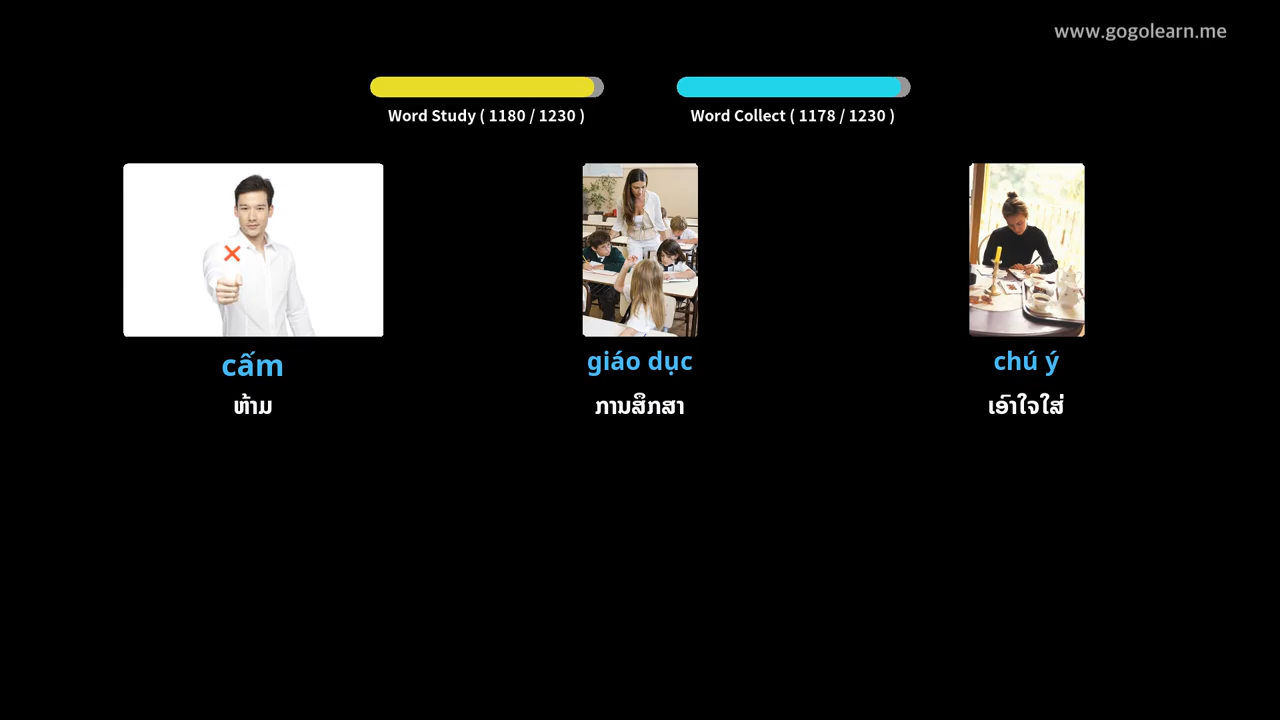 www.gogolearn.me
Word Study ( 1180 / 1230 )
Word Collect ( 1178 / 1230 )
cấm
giáo dục
chú ý
ຫ້າມ
ການສຶກສາ
ເອົາໃຈໃສ່